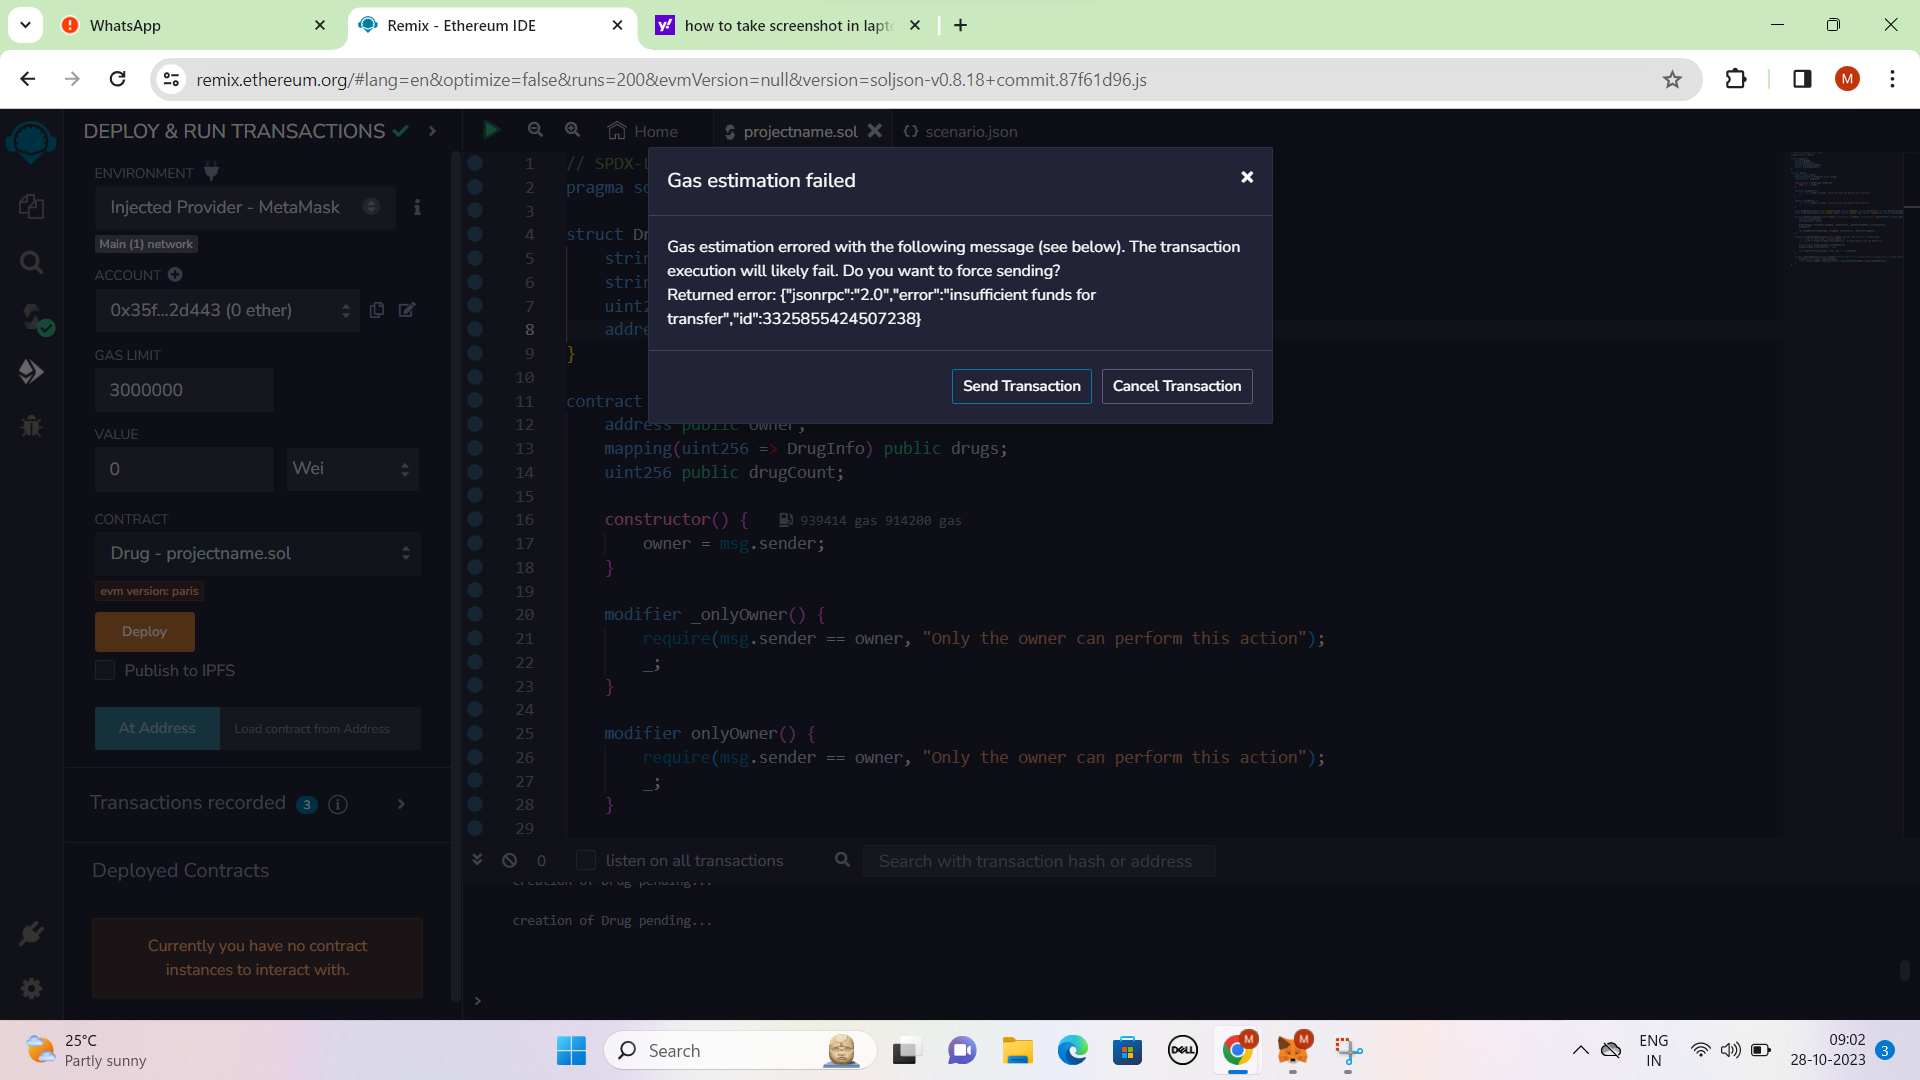 WhatsApp
Remix - Ethereum IDE
how to take screenshot in lapt
remix.ethereum.org/#lang=en&optimize=false&runs=200&evmVersion=null&version=soljson-v0.8.18+commit.87f61d96.js
M
DEPLOY & RUN TRANSACTIONS
ENVIRONMENT
Injected Provider - MetaMask
Main (1) network
ACCOUNT
0x35f...2d443 (0 ether)
GAS LIMIT
3000000
VALUE
0
Wei
CONTRACT
Drug - projectname.sol
evm version: paris
Deploy
Publish to IPFS
At Address
Load contract from Address
Transactions recorded 3
Deployed Contracts
Currently you have no contract
instances to interact with.
Home
projectname.sol
scenario.json
1 // SPDX-L
2 pragma so
3
4 struct Dr
5 strin
6 strin
7 uint2
8 addre
9 }
10
11 contract
12 address public owner;
13 mapping(uint256 => DrugInfo) public drugs;
14 uint256 public drugCount;
15
16 constructor() { 939414 gas 914200 gas
17 owner = msg.sender;
18 }
19
20 modifier _onlyOwner() {
21 require(msg.sender == owner, "Only the owner can perform this action");
22 _;
23 }
24
25 modifier onlyOwner() {
26 require(msg.sender == owner, "Only the owner can perform this action");
27 _;
28 }
29
Gas estimation failed
Gas estimation errored with the following message (see below). The transaction
execution will likely fail. Do you want to force sending?
Returned error: {"jsonrpc":"2.0","error":"insufficient funds for
transfer","id":3325855424507238}
Send Transaction
Cancel Transaction
0
listen on all transactions
Search with transaction hash or address
creation of Drug pending...
creation of Drug pending...
>
25°C
Partly sunny
Search
DELL
M
M
ENG
IN
09:02
28-10-2023
3